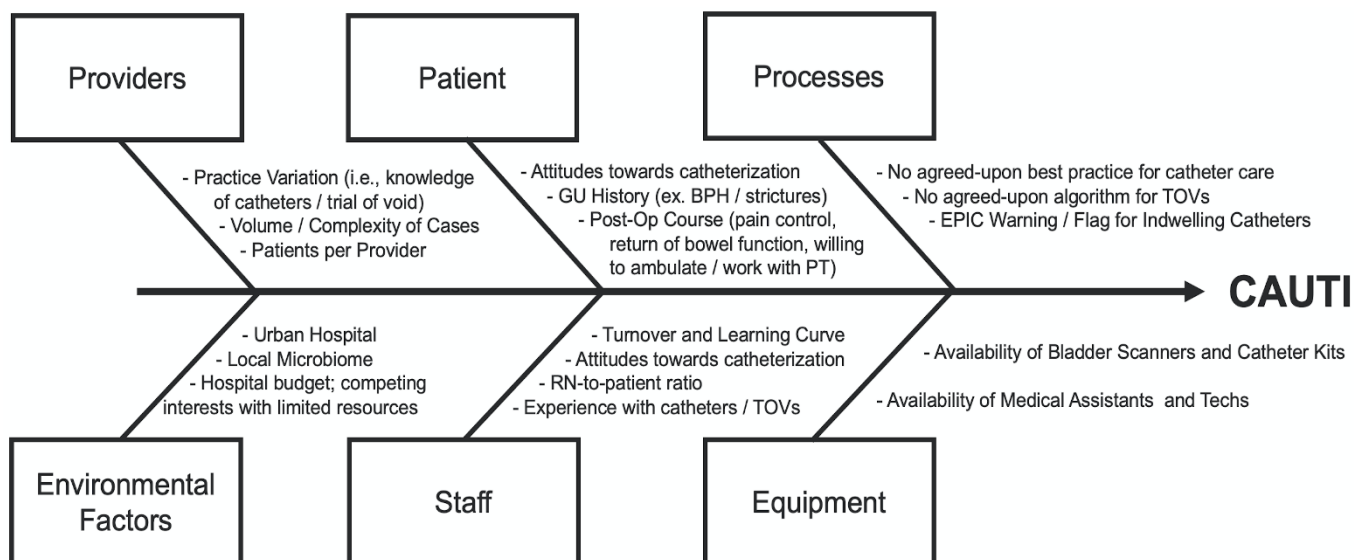 Providers
Patient
Processes
- Practice Variation (i.e., knowledge
of catheters / trial of void)
- Volume / Complexity of Cases
- Patients per Provider
- Attitudes towards catheterization
- GU History (ex. BPH / strictures)
- Post-Op Course (pain control,
return of bowel function, willing
to ambulate / work with PT)
- No agreed-upon best practice for catheter care
- No agreed-upon algorithm for TOVs
- EPIC Warning / Flag for Indwelling Catheters
CAUTI
- Urban Hospital
- Local Microbiome
- Hospital budget; competing
interests with limited resources
- Turnover and Learning Curve
- Attitudes towards catheterization
- RN-to-patient ratio
- Experience with catheters / TOVs
- Availability of Bladder Scanners and Catheter Kits
- Availability of Medical Assistants and Techs
Environmental
Factors
Staff
Equipment